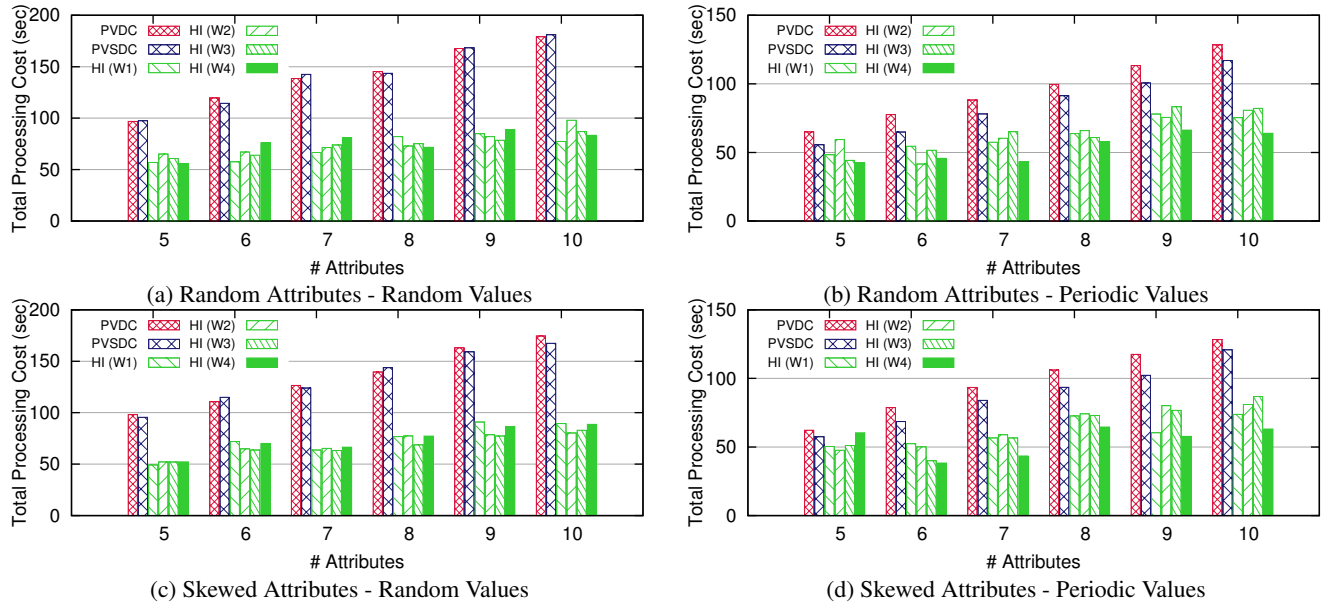 Total Processing Cost (sec)
200
150
100
50
0
PVDC
PVSDC
HI (W1)
HI (W2)
HI (W3)
HI (W4)
5 6 7 8 9 10
# Attributes
(a) Random Attributes - Random Values
Total Processing Cost (sec)
150
100
50
0
PVDC
PVSDC
HI (W1)
HI (W2)
HI (W3)
HI (W4)
5 6 7 8 9 10
# Attributes
(b) Random Attributes - Periodic Values
Total Processing Cost (sec)
200
150
100
50
0
PVDC
PVSDC
HI (W1)
HI (W2)
HI (W3)
HI (W4)
5 6 7 8 9 10
# Attributes
(c) Skewed Attributes - Random Values
Total Processing Cost (sec)
150
100
50
0
PVDC
PVSDC
HI (W1)
HI (W2)
HI (W3)
HI (W4)
5 6 7 8 9 10
# Attributes
(d) Skewed Attributes - Periodic Values